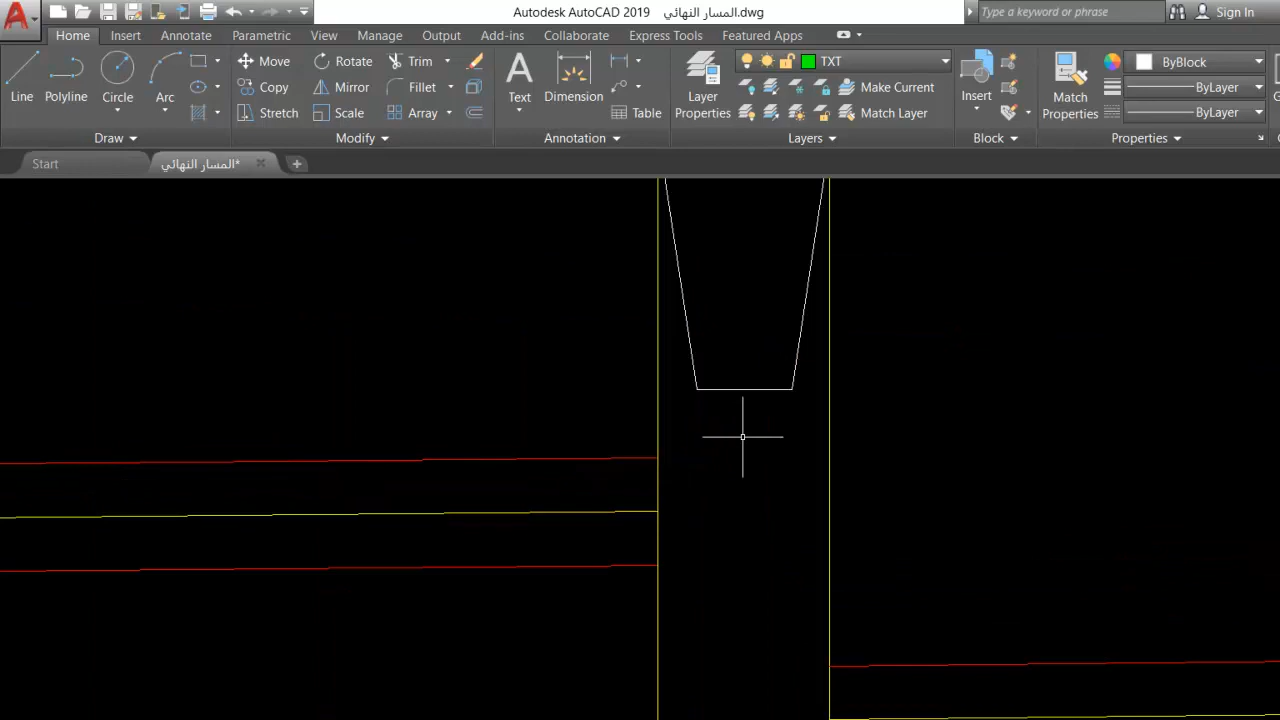 Autodesk AutoCAD 2019 المسار النهائي.dwg
Type a keyword or phrase
Sign In
Home Insert Annotate Parametric View Manage Output Add-ins Collaborate Express Tools Featured Apps
Line Polyline Circle Arc
Draw
Move Rotate Trim
Copy Mirror Fillet
Stretch Scale Array
Modify
Text Dimension Table
Annotation
Layer Properties
TXT
Make Current
Match Layer
Layers
Insert
Block
Match Properties
ByBlock
ByLayer
ByLayer
Properties
Start
المسار النهائي*